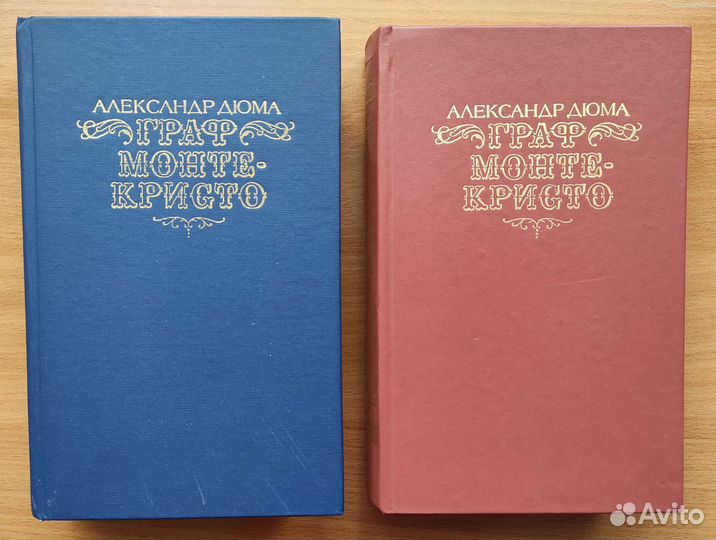 АЛЕКСАНДР ДЮМА
ГРАФ
МОНТЕ-
КРИСТО
АЛЕКСАНДР ДЮМА
ГРАФ
МОНТЕ-
КРИСТО
Avito